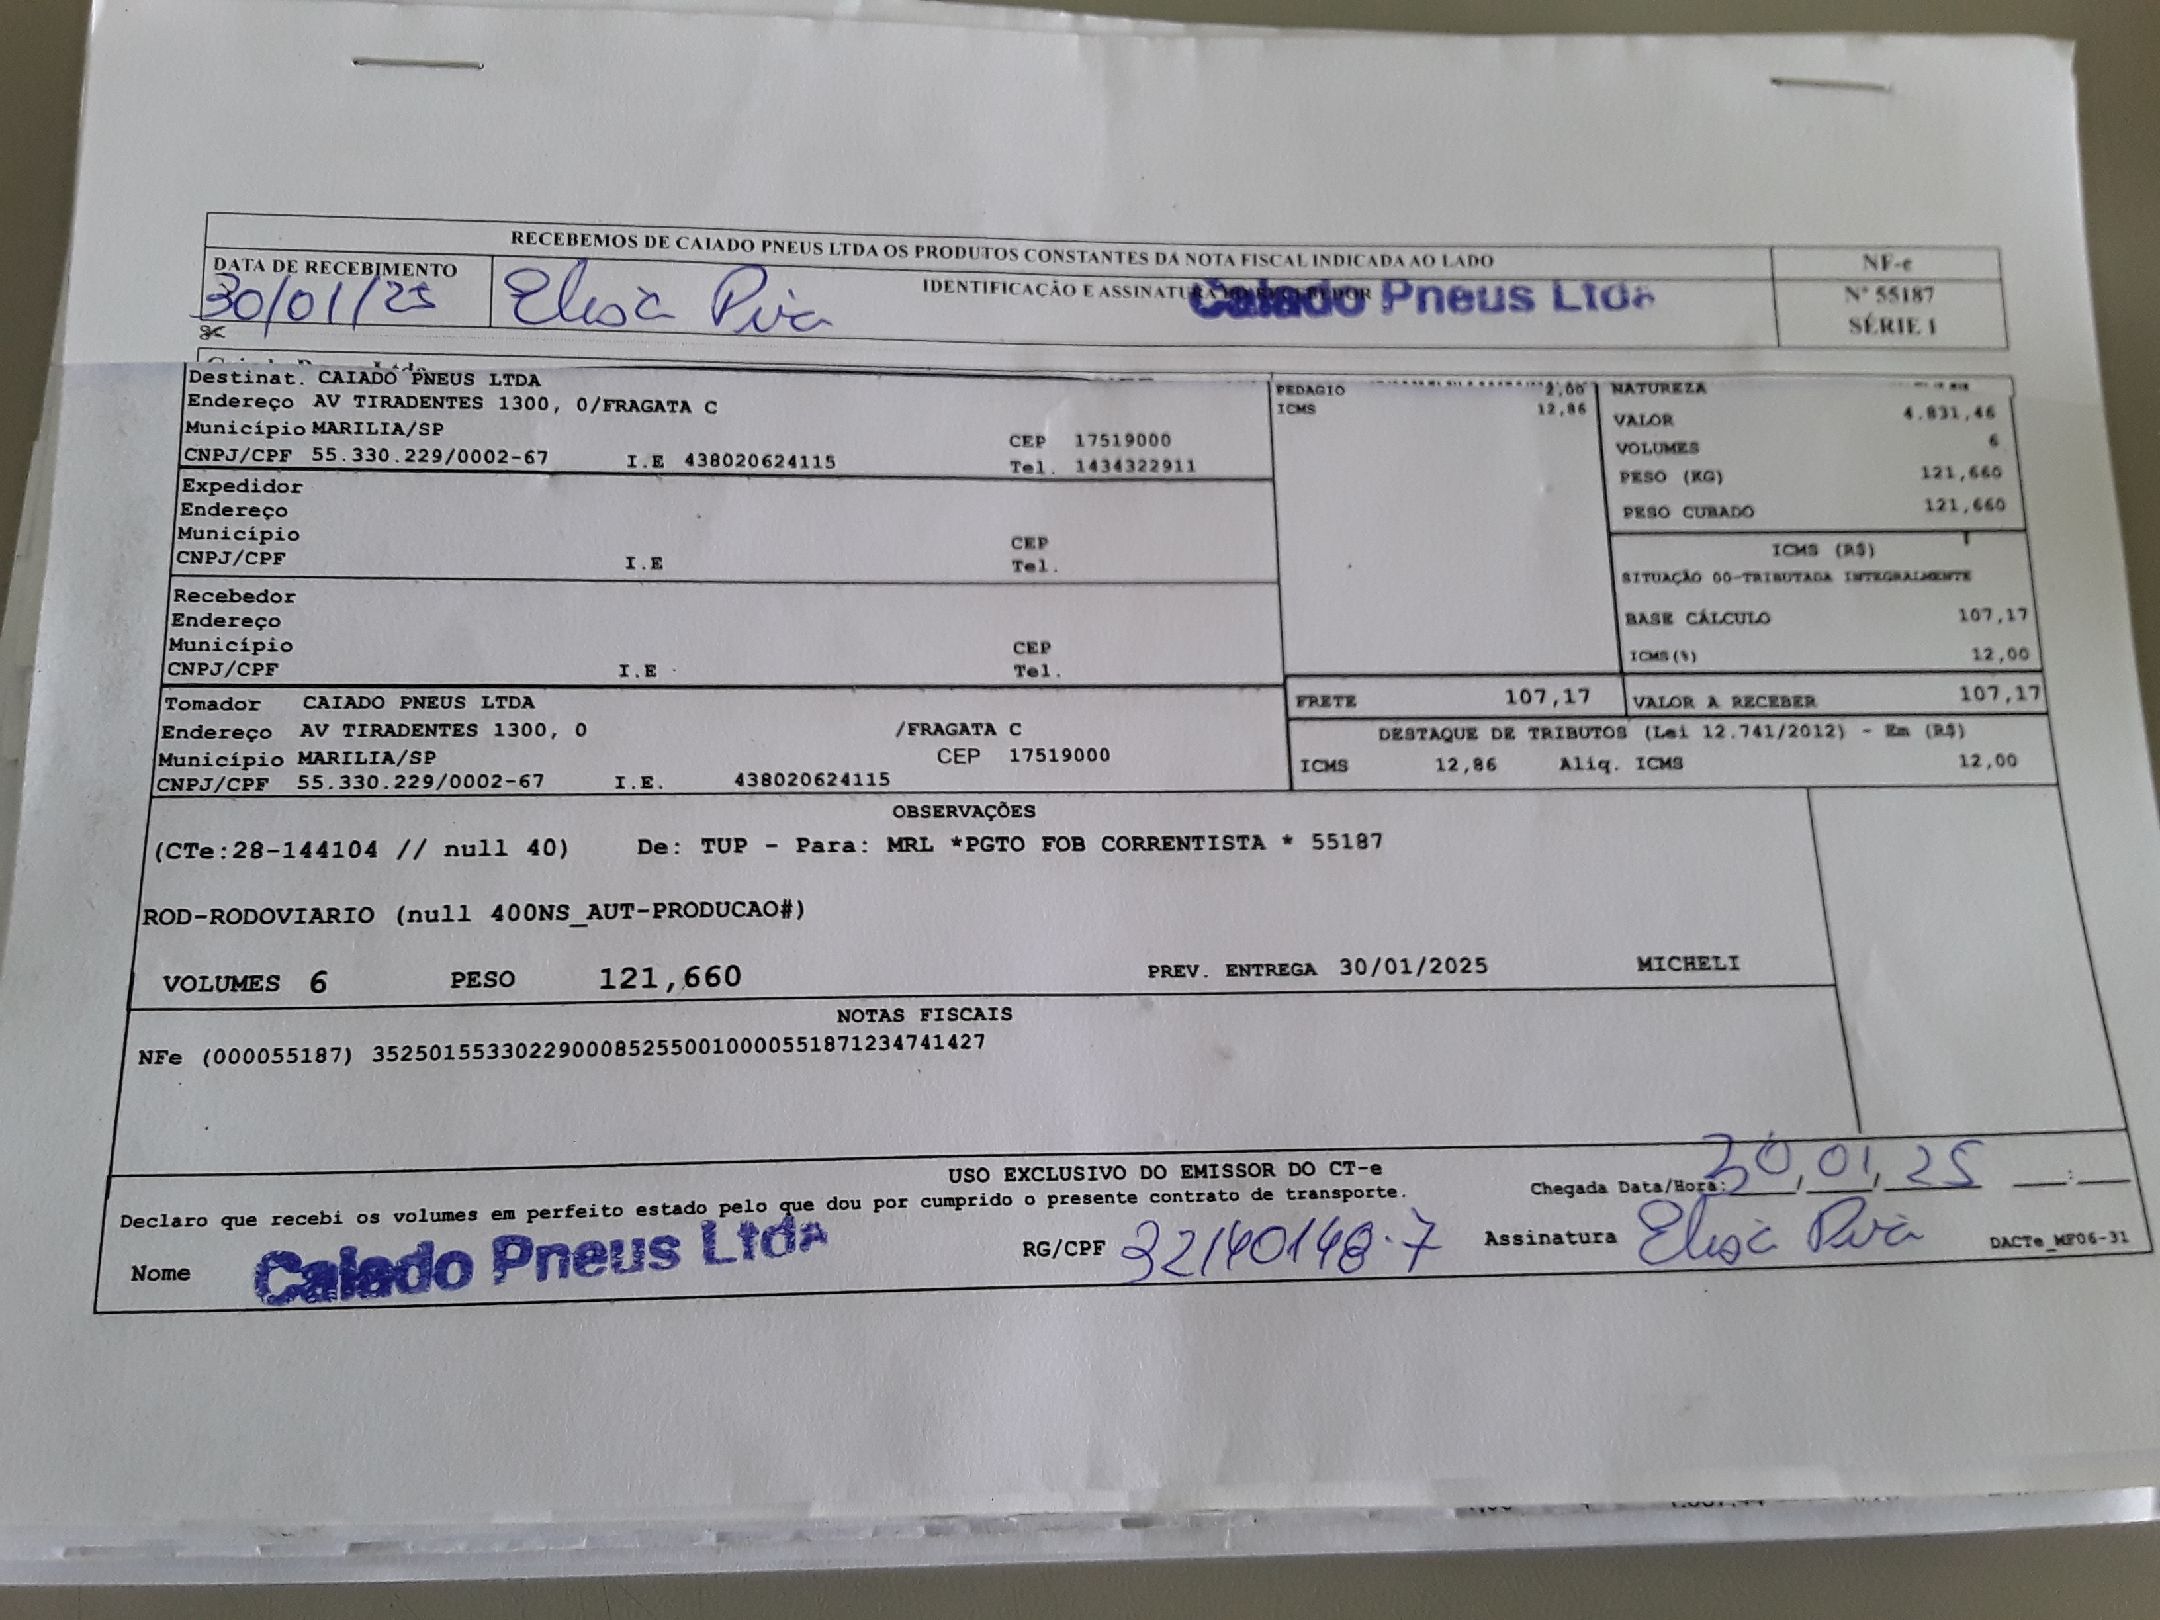 RECEBEMOS DE CAIADO PNEUS LTDA OS PRODUTOS CONSTANTES DA NOTA FISCAL INDICADA AO LADO
NF-e
DATA DE RECEBIMENTO
IDENTIFICAÇÃO E ASSINATURA
Caiado Pneus Ltda
Nº 55187
30/01/25
Elisa
SÉRIE 1
Destinat. CAIADO PNEUS LTDA
Endereço AV TIRADENTES 1300, 0/FRAGATA C
Município MARILIA/SP
CEP 17519000
CNPJ/CPF 55.330.229/0002-67 I.E 438020624115 Tel. 1434322911
PEDAGIO 2,00
ICMS 12,86
NATUREZA
VALOR 4.831,46
VOLUMES 6
PESO (KG) 121,660
PESO CUBADO 121,660
Expedidor
Endereço
Município CEP
CNPJ/CPF I.E Tel.
ICMS (R$)
SITUAÇÃO 00-TRIBUTADA INTEGRALMENTE
BASE CÁLCULO 107,17
ICMS(%) 12,00
Recebedor
Endereço
Município CEP
CNPJ/CPF I.E Tel.
FRETE 107,17 VALOR A RECEBER 107,17
Tomador CAIADO PNEUS LTDA
Endereço AV TIRADENTES 1300, 0 /FRAGATA C
Município MARILIA/SP CEP 17519000
CNPJ/CPF 55.330.229/0002-67 I.E. 438020624115
DESTAQUE DE TRIBUTOS (Lei 12.741/2012) - Em (R$)
ICMS 12,86 Aliq. ICMS 12,00
OBSERVAÇÕES
(CTe:28-144104 // null 40) De: TUP - Para: MRL *PGTO FOB CORRENTISTA * 55187
ROD-RODOVIARIO (null 400NS_AUT-PRODUCAO#)
VOLUMES 6 PESO 121,660 PREV. ENTREGA 30/01/2025 MICHELI
NOTAS FISCAIS
NFe (000055187) 35250155330229000852550010000551871234741427
USO EXCLUSIVO DO EMISSOR DO CT-e
Declaro que recebi os volumes em perfeito estado pelo que dou por cumprido o presente contrato de transporte.
Chegada Data/Hora: 30, 01, 25 :
Nome Caiado Pneus Ltda RG/CPF 32140148-7 Assinatura Elisa DACTe_MF06-31